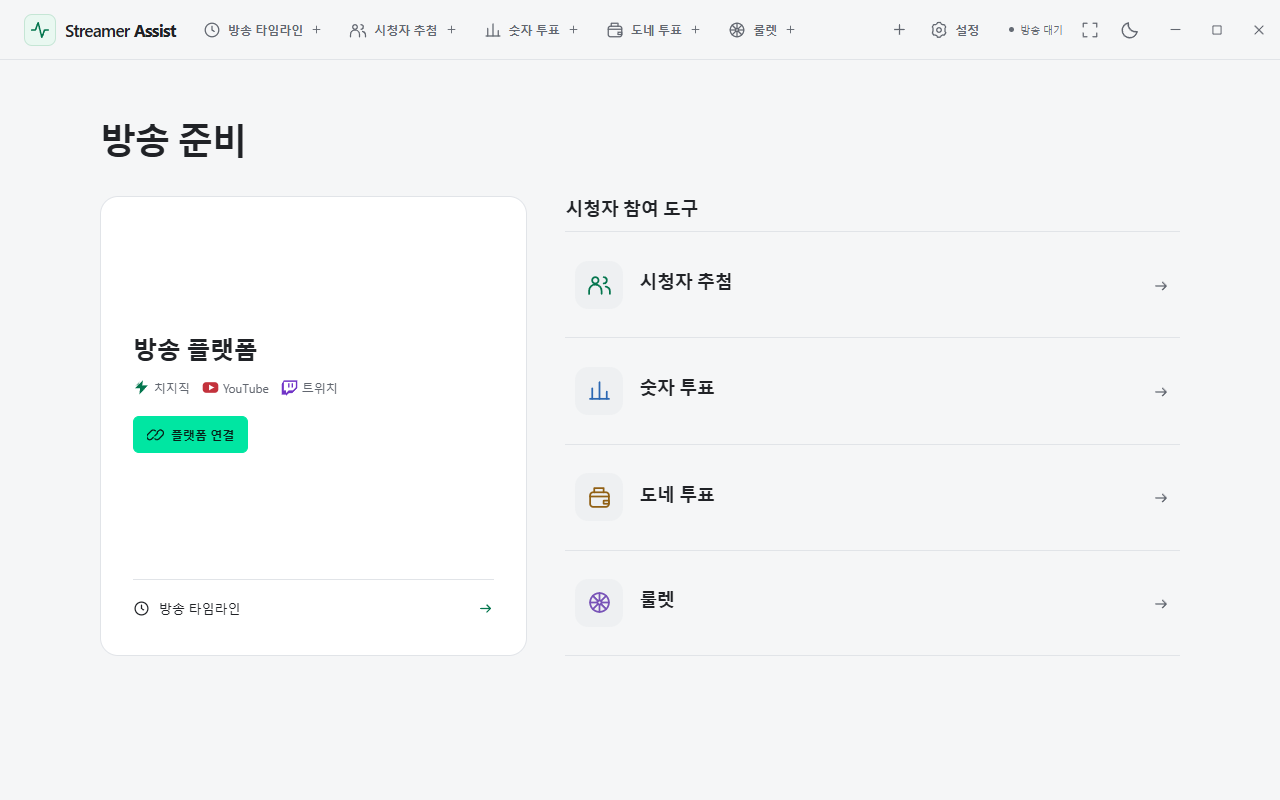 Streamer Assist 방송 타임라인 + 시청자 추첨 + 숫자 투표 + 도네 투표 + 룰렛 + + 설정 • 방송 대기
방송 준비
방송 플랫폼
치지직 YouTube 트위치
플랫폼 연결
방송 타임라인
시청자 참여 도구
시청자 추첨
숫자 투표
도네 투표
룰렛